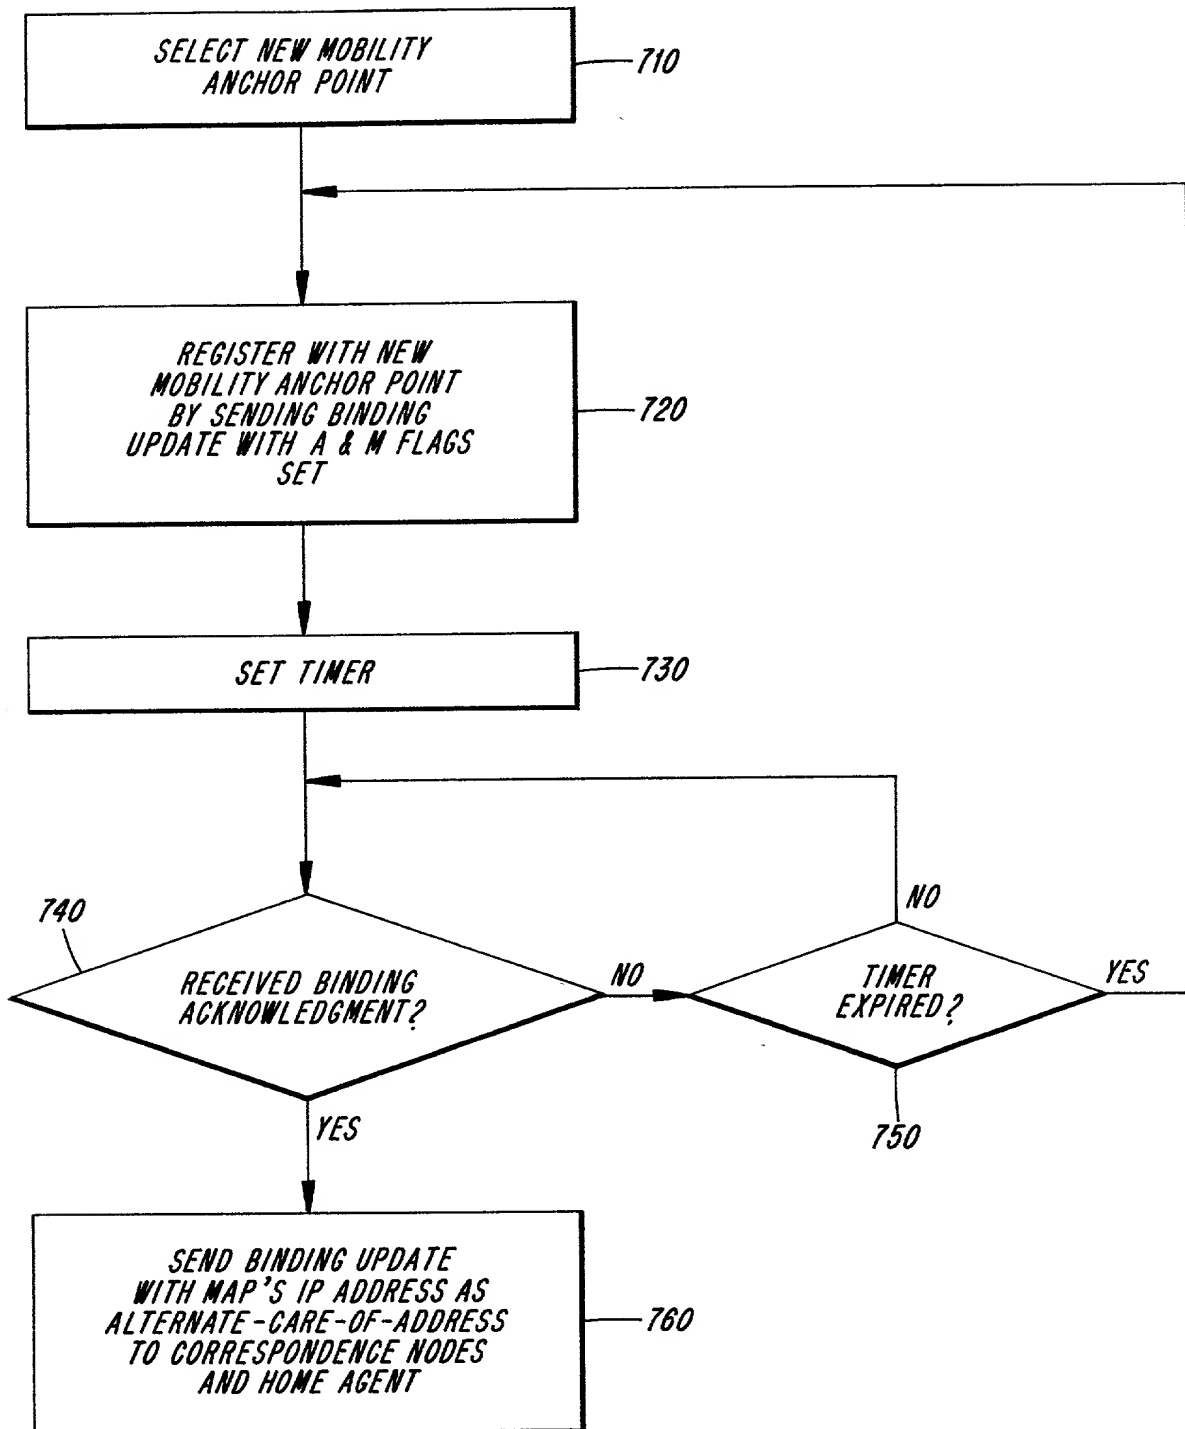 SELECT NEW MOBILITY
ANCHOR POINT
710
REGISTER WITH NEW
MOBILITY ANCHOR POINT
BY SENDING BINDING
UPDATE WITH A & M FLAGS
SET
720
SET TIMER
730
740
RECEIVED BINDING
ACKNOWLEDGMENT?
NO
YES
TIMER
EXPIRED?
NO
YES
750
SEND BINDING UPDATE
WITH MAP'S IP ADDRESS AS
ALTERNATE-CARE-OF-ADDRESS
TO CORRESPONDENCE NODES
AND HOME AGENT
760